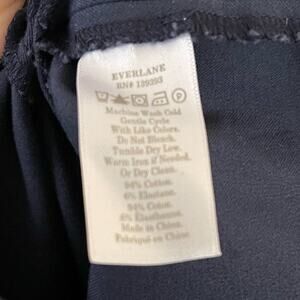 EVERLANE
RN# 139393
Machine Wash Cold
Gentle Cycle
With Like Colors.
Do Not Bleach.
Tumble Dry Low.
Warm Iron if Needed.
Or Dry Clean.
94% Cotton.
6% Elastane.
94% Coton.
6% Élasthanne.
Made in China.
Fabriqué en Chine.